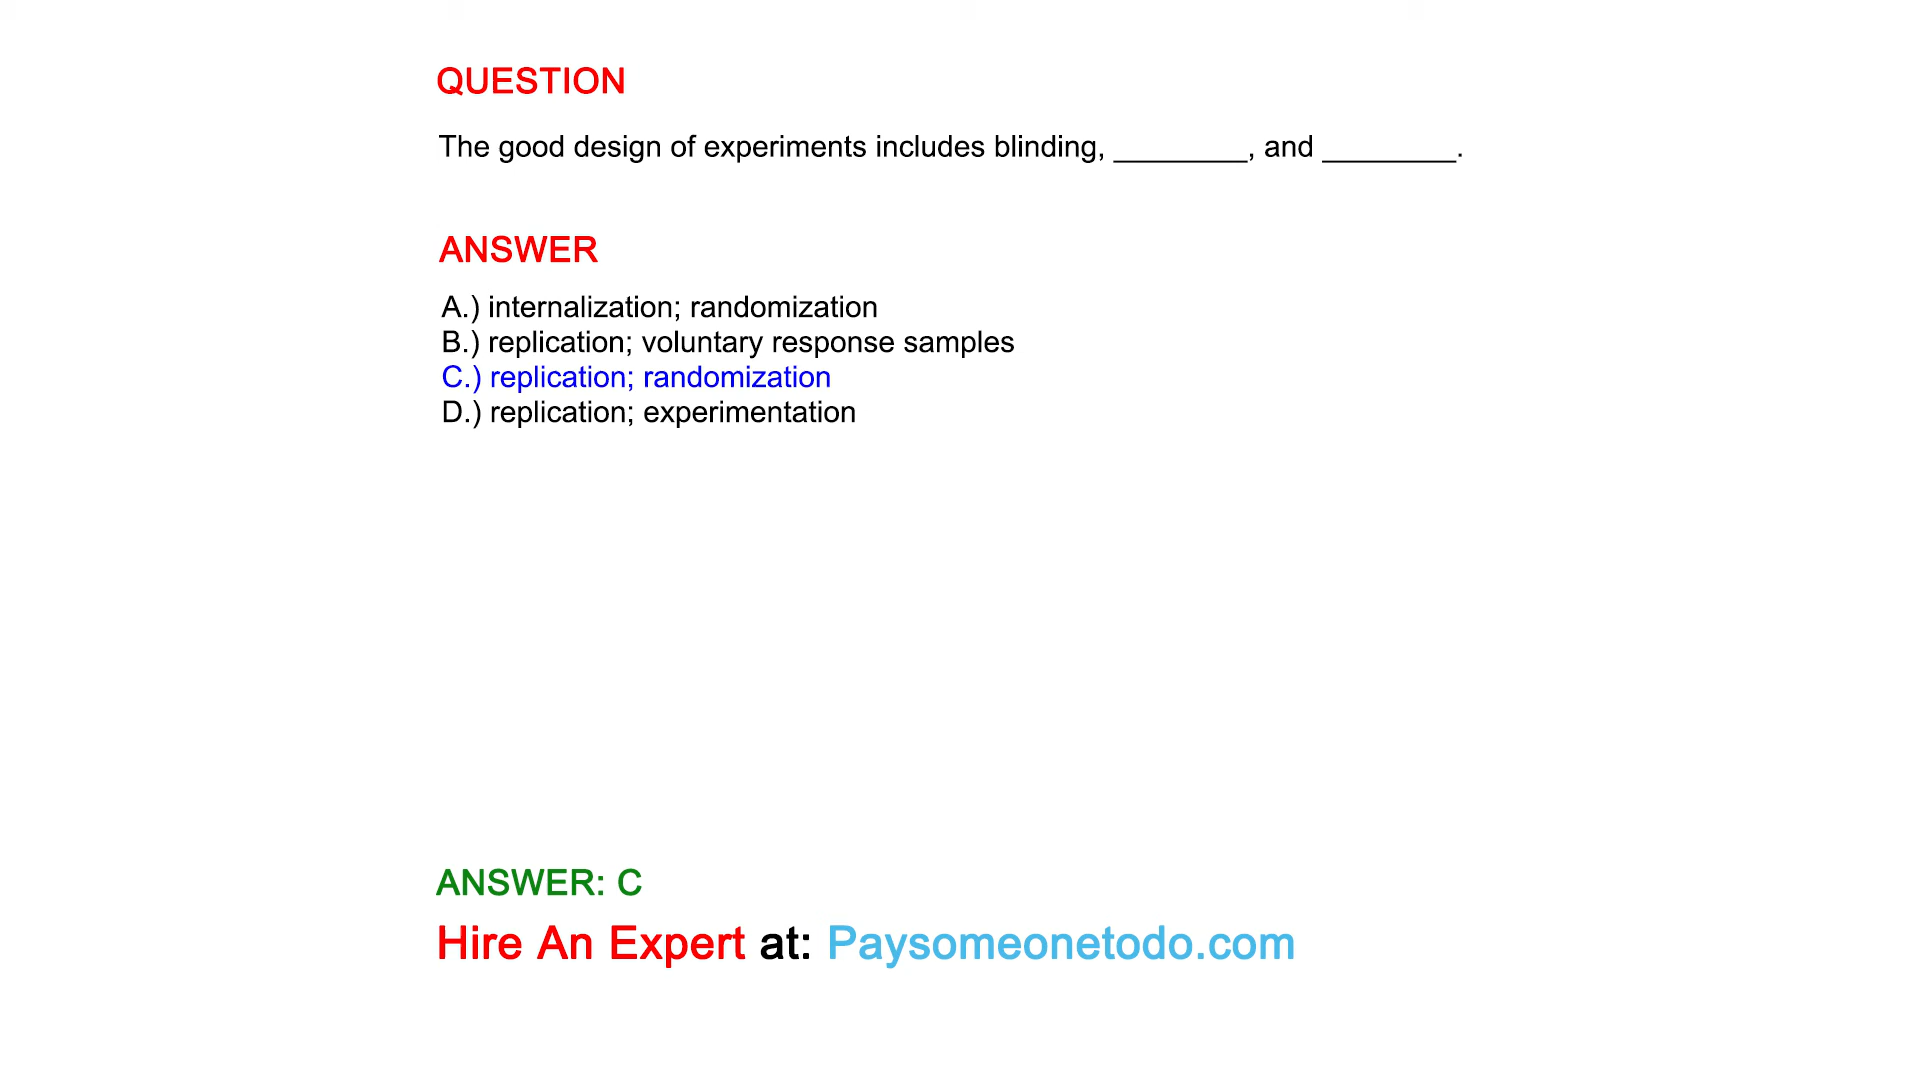 QUESTION
The good design of experiments includes blinding, ________, and ________.
ANSWER
A.) internalization; randomization
B.) replication; voluntary response samples
C.) replication; randomization
D.) replication; experimentation
ANSWER: C
Hire An Expert at: Paysomeonetodo.com